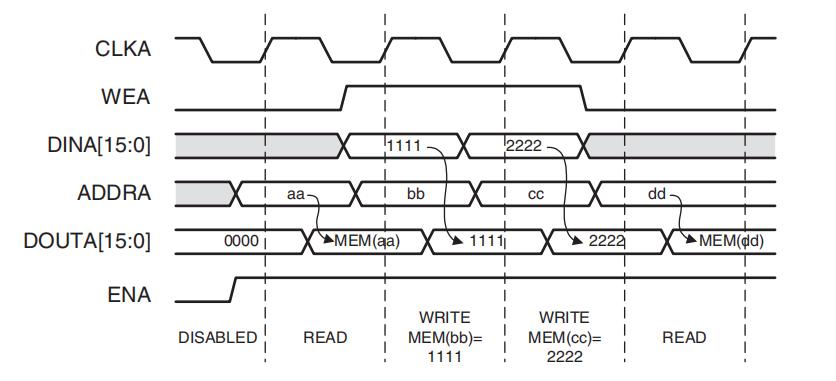 CLKA
WEA
DINA[15:0] 1111 2222
ADDRA aa bb cc dd
DOUTA[15:0] 0000 MEM(aa) 1111 2222 MEM(dd)
ENA
DISABLED READ WRITE MEM(bb)= 1111 WRITE MEM(cc)= 2222 READ